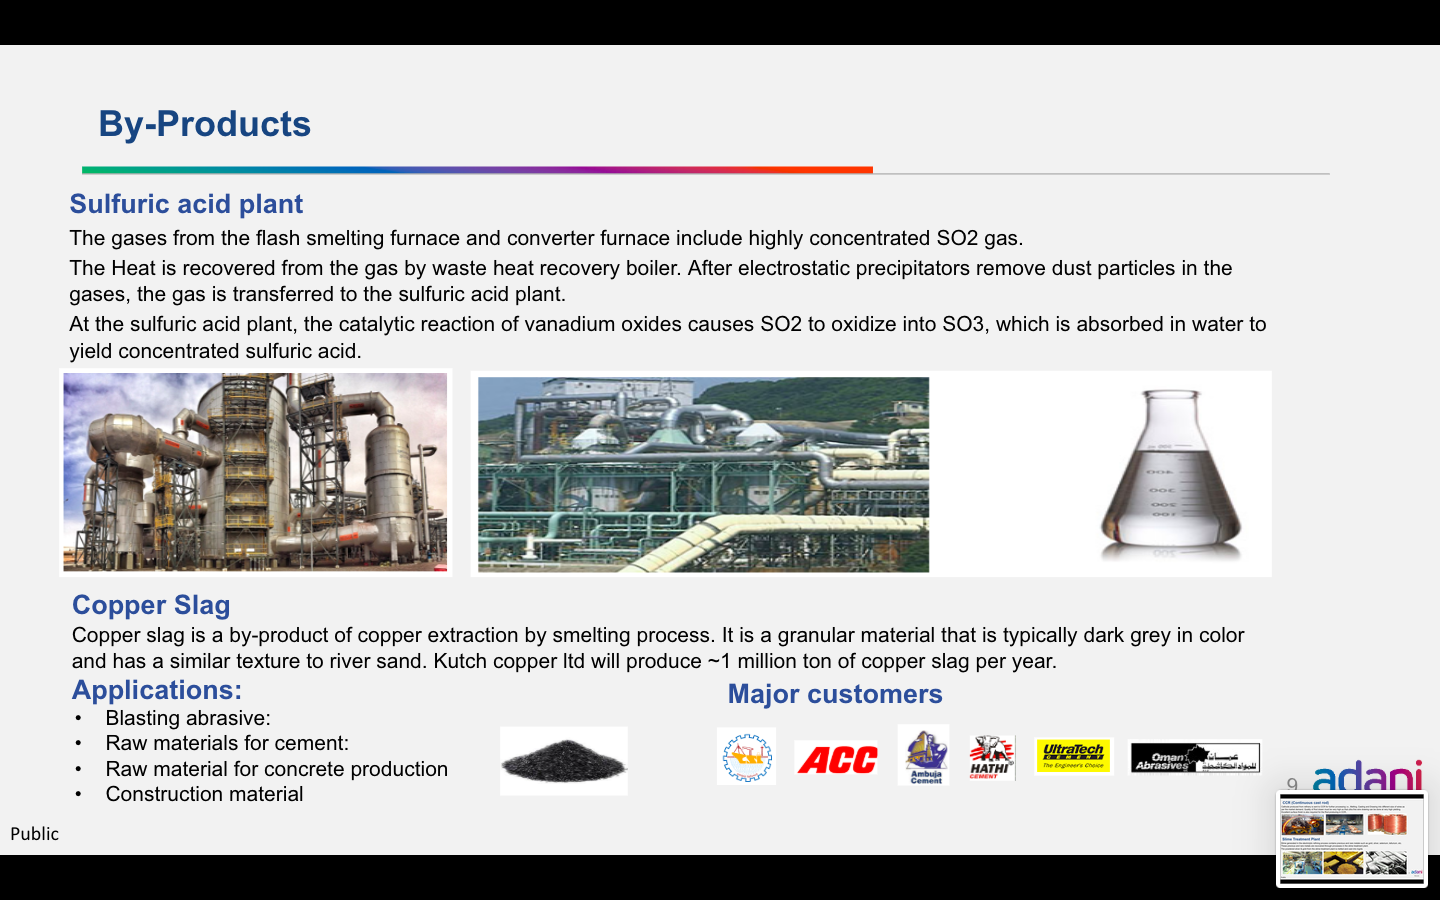 By-Products
Sulfuric acid plant
The gases from the flash smelting furnace and converter furnace include highly concentrated SO2 gas.
The Heat is recovered from the gas by waste heat recovery boiler. After electrostatic precipitators remove dust particles in the
gases, the gas is transferred to the sulfuric acid plant.
At the sulfuric acid plant, the catalytic reaction of vanadium oxides causes SO2 to oxidize into SO3, which is absorbed in water to
yield concentrated sulfuric acid.
Copper Slag
Copper slag is a by-product of copper extraction by smelting process. It is a granular material that is typically dark grey in color
and has a similar texture to river sand. Kutch copper ltd will produce ~1 million ton of copper slag per year.
Applications:
• Blasting abrasive:
• Raw materials for cement:
• Raw material for concrete production
• Construction material
Major customers
ACC
Ambuja
Cement
HATHI
CEMENT
UltraTech
CEMENT
The Engineer's Choice
Oman
Abrasives
9
adani
Public
CCR (Continuous cast rod)
Slime Treatment Plant
adani